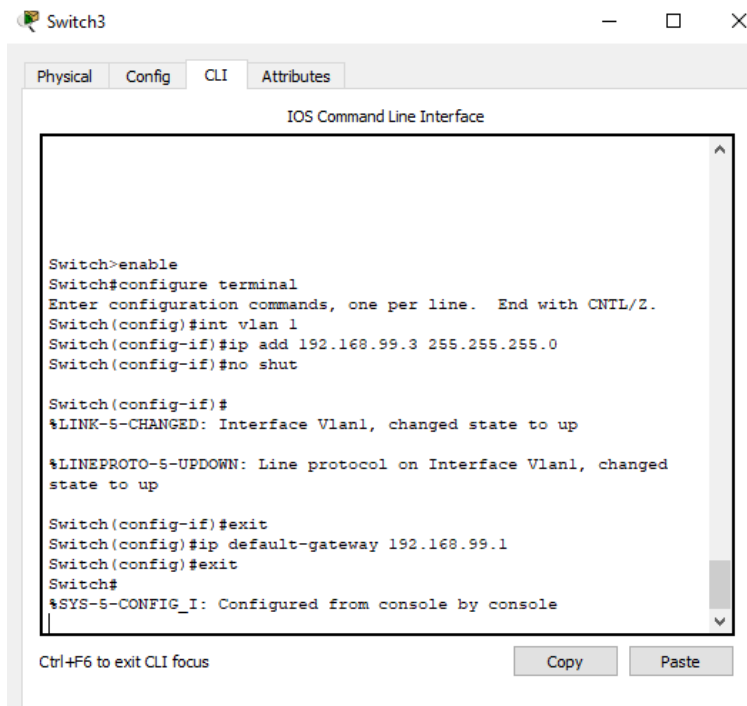 Switch3
Physical Config CLI Attributes
IOS Command Line Interface
Switch>enable
Switch#configure terminal
Enter configuration commands, one per line.  End with CNTL/Z.
Switch(config)#int vlan 1
Switch(config-if)#ip add 192.168.99.3 255.255.255.0
Switch(config-if)#no shut
Switch(config-if)#
%LINK-5-CHANGED: Interface Vlan1, changed state to up
%LINEPROTO-5-UPDOWN: Line protocol on Interface Vlan1, changed
state to up
Switch(config-if)#exit
Switch(config)#ip default-gateway 192.168.99.1
Switch(config)#exit
Switch#
%SYS-5-CONFIG_I: Configured from console by console
Ctrl+F6 to exit CLI focus
Copy Paste